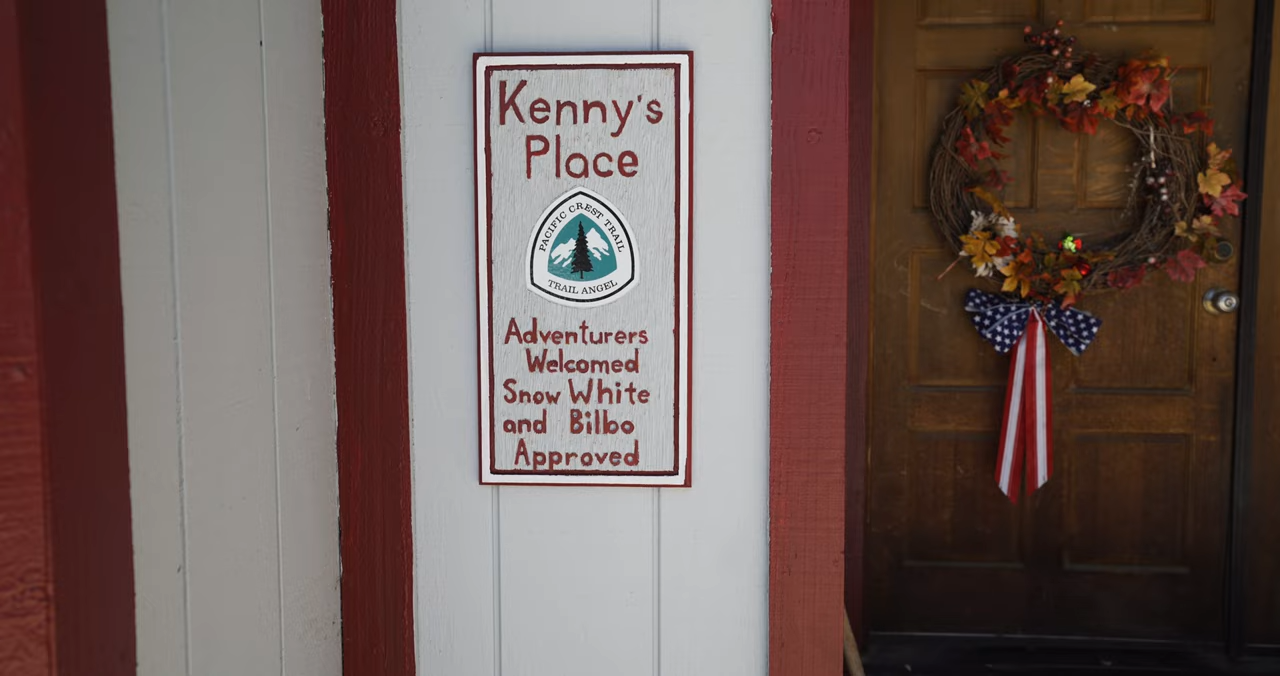 Kenny's
Place
PACIFIC CREST TRAIL
TRAIL ANGEL
Adventurers
Welcomed
Snow White
and Bilbo
Approved